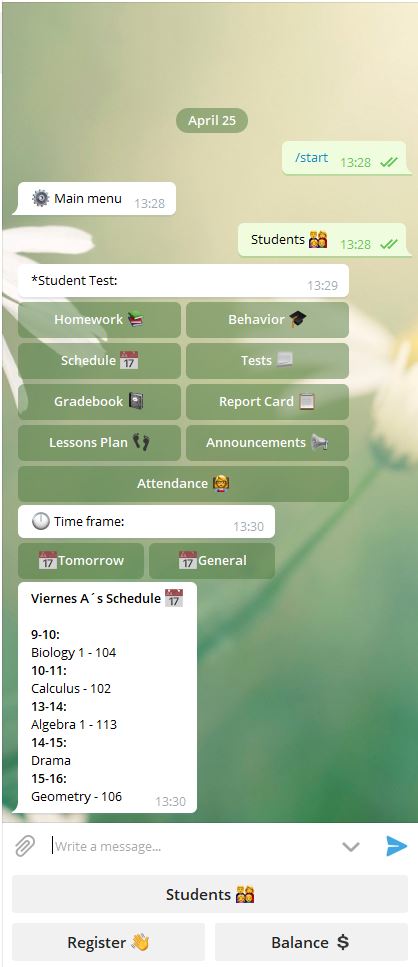 April 25
/start 13:28
Main menu 13:28
Students 13:28
*Student Test: 13:29
Homework Behavior
Schedule Tests
Gradebook Report Card
Lessons Plan Announcements
Attendance
Time frame: 13:30
Tomorrow General
Viernes A´s Schedule
9-10:
Biology 1 - 104
10-11:
Calculus - 102
13-14:
Algebra 1 - 113
14-15:
Drama
15-16:
Geometry - 106 13:30
Write a message...
Students
Register Balance $